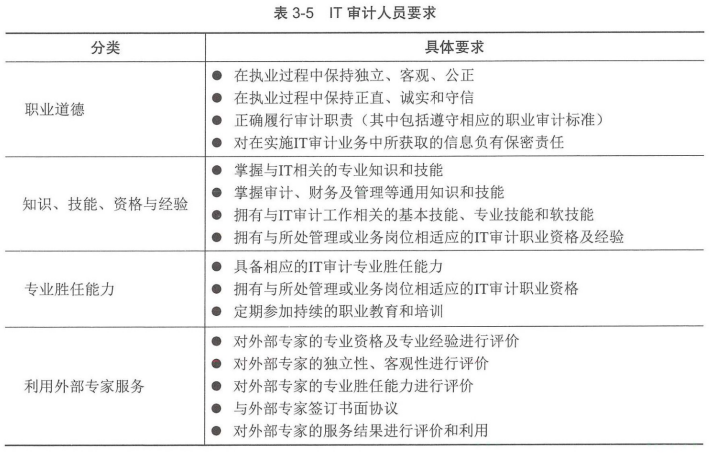 表 3-5 IT 审计人员要求
分类 具体要求
职业道德
● 在执业过程中保持独立、客观、公正
● 在执业过程中保持正直、诚实和守信
● 正确履行审计职责（其中包括遵守相应的职业审计标准）
● 对在实施IT审计业务中所获取的信息负有保密责任
知识、技能、资格与经验
● 掌握与IT相关的专业知识和技能
● 掌握审计、财务及管理等通用知识和技能
● 拥有与IT审计工作相关的基本技能、专业技能和软技能
● 拥有与所处管理或业务岗位相适应的IT审计职业资格及经验
专业胜任能力
● 具备相应的IT审计专业胜任能力
● 拥有与所处管理或业务岗位相适应的IT审计职业资格
● 定期参加持续的职业教育和培训
利用外部专家服务
● 对外部专家的专业资格及专业经验进行评价
● 对外部专家的独立性、客观性进行评价
● 对外部专家的专业胜任能力进行评价
● 与外部专家签订书面协议
● 对外部专家的服务结果进行评价和利用